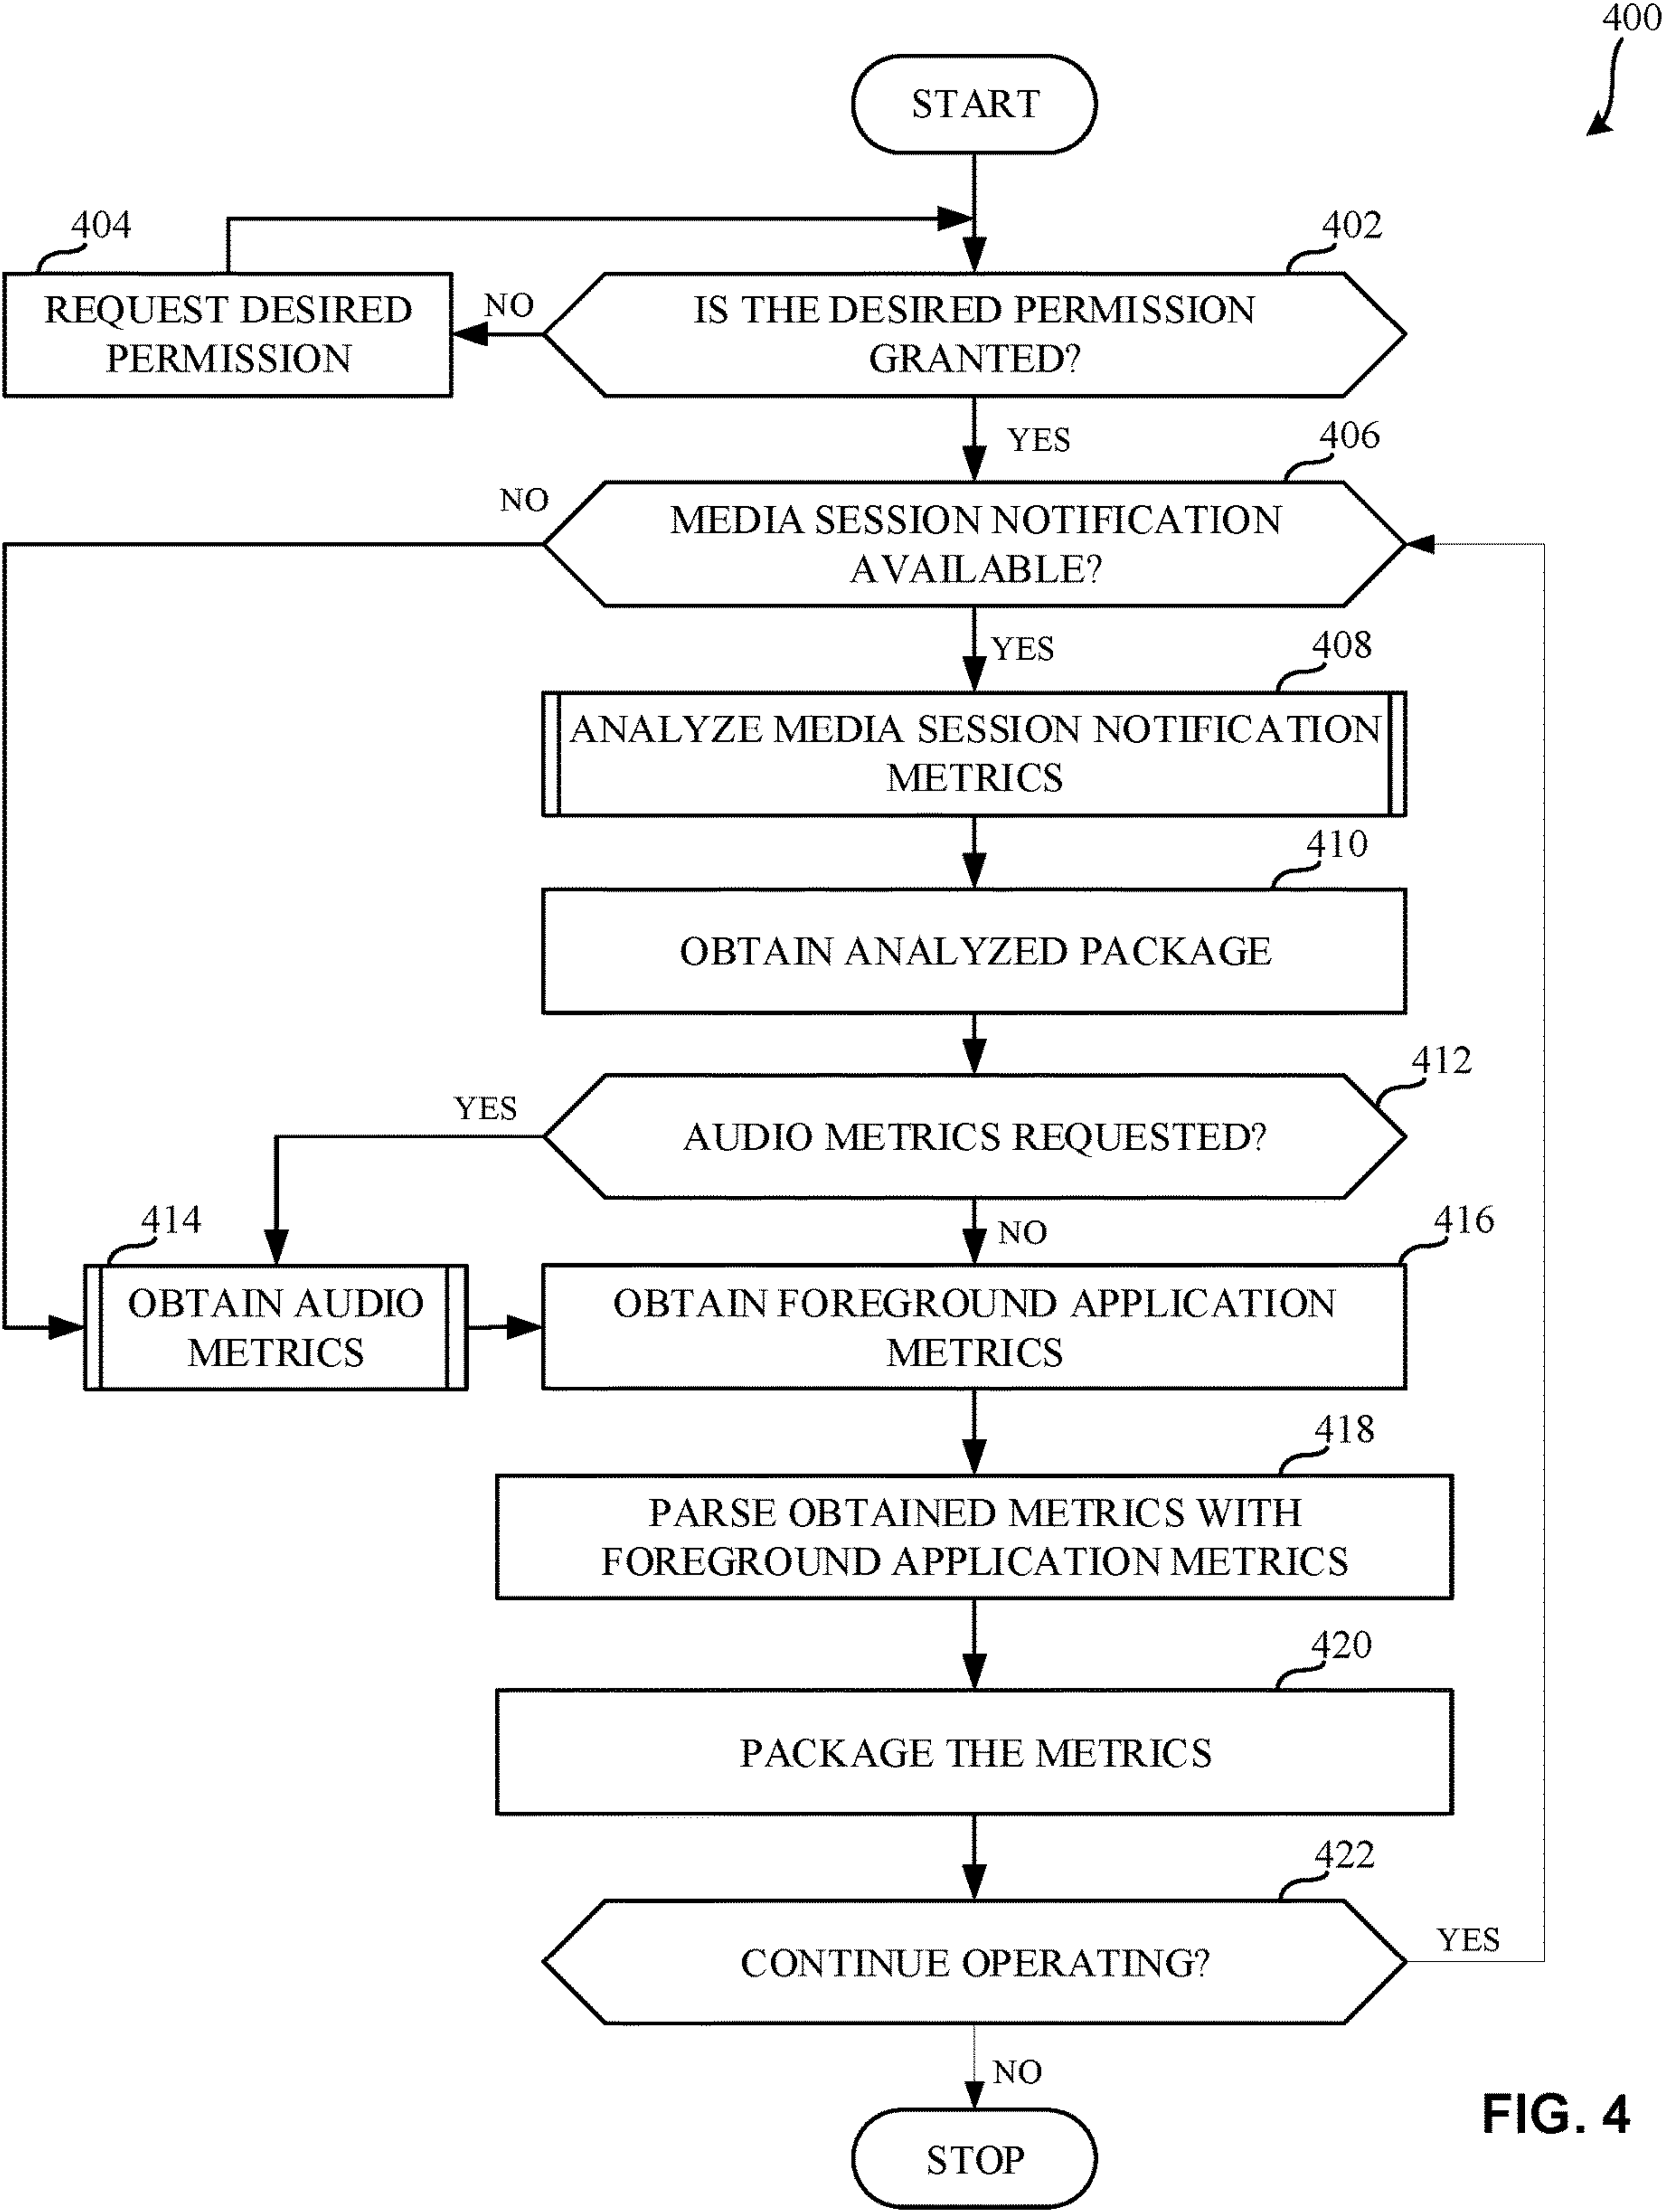 400
START
404
402
REQUEST DESIRED
PERMISSION
NO
IS THE DESIRED PERMISSION
GRANTED?
YES
406
NO
MEDIA SESSION NOTIFICATION
AVAILABLE?
YES
408
ANALYZE MEDIA SESSION NOTIFICATION
METRICS
410
OBTAIN ANALYZED PACKAGE
412
YES
AUDIO METRICS REQUESTED?
414
NO
416
OBTAIN AUDIO
METRICS
OBTAIN FOREGROUND APPLICATION
METRICS
418
PARSE OBTAINED METRICS WITH
FOREGROUND APPLICATION METRICS
420
PACKAGE THE METRICS
422
CONTINUE OPERATING?
YES
NO
STOP
FIG. 4